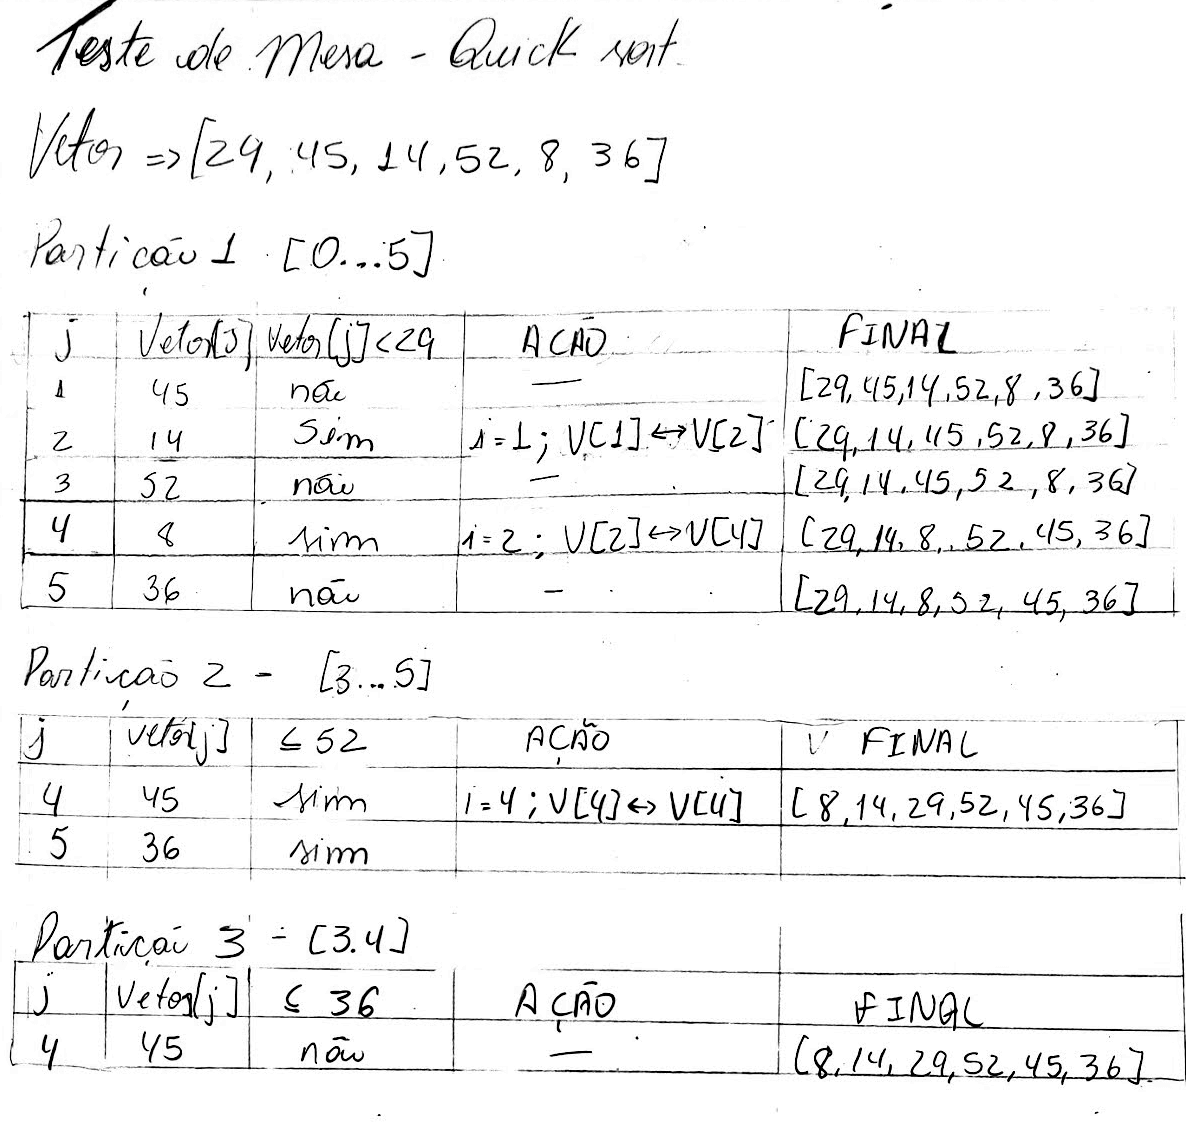 Teste de Mesa - Quick sort.
Vetor => [29, 45, 14, 52, 8, 36]
Partição 1 [0...5]
j Vetor[j] Vetor[j]<29 AÇÃO FINAL
1 45 não — [29,45,14,52,8,36]
2 14 Sim i=1; V[1]↔V[2] [29,14,45,52,8,36]
3 52 não — [29,14,45,52,8,36]
4 8 sim i=2; V[2]↔V[4] [29,14,8,52,45,36]
5 36 não - [29,14,8,52,45,36]
Partição 2 - [3...5]
j vetor[j] ≤ 52 AÇÃO V FINAL
4 45 sim i=4; V[4]↔V[4] [8,14,29,52,45,36]
5 36 sim
Partição 3 - [3.4]
j Vetor[j] ≤ 36 AÇÃO FINAL
4 45 não — [8,14,29,52,45,36]